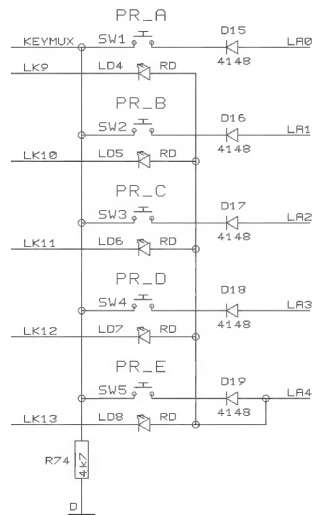 PR_A
KEYMUX SW1 D15 4148 LA0
LK9 LD4 RD
PR_B
SW2 D16 4148 LA1
LK10 LD5 RD
PR_C
SW3 D17 4148 LA2
LK11 LD6 RD
PR_D
SW4 D18 4148 LA3
LK12 LD7 RD
PR_E
SW5 D19 4148 LA4
LK13 LD8 RD
R74 4k7
D